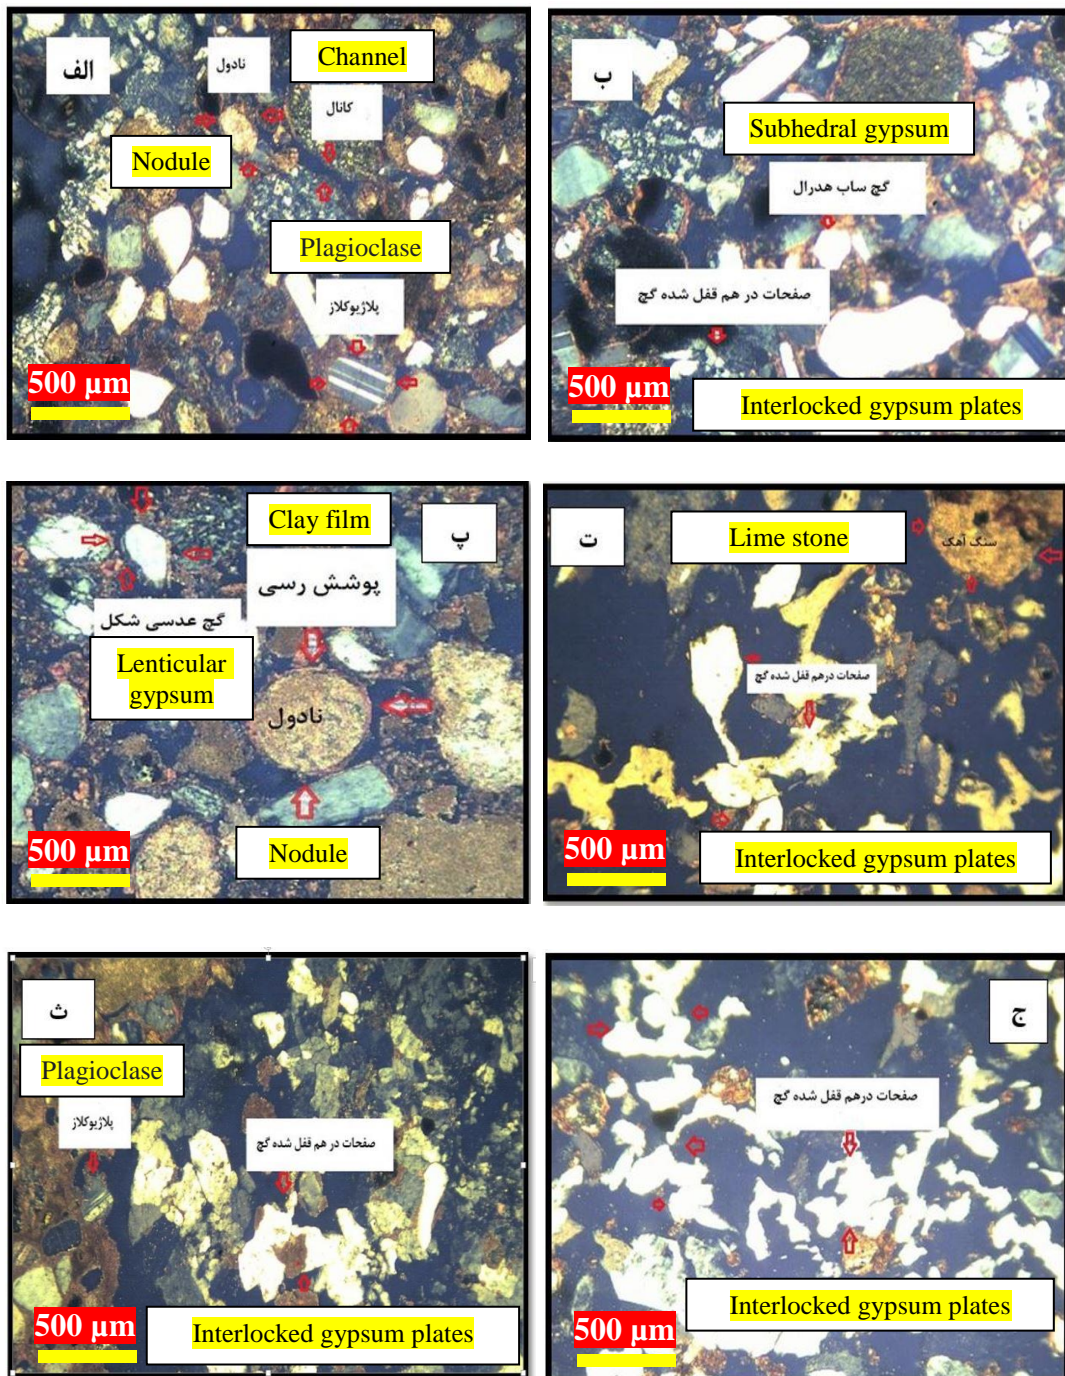 الف
نادول
Channel
کانال
Nodule
Plagioclase
پلاژیوکلاز
500 µm
ب
Subhedral gypsum
گچ ساب هدرال
صفحات در هم قفل شده گچ
500 µm
Interlocked gypsum plates
Clay film
پ
پوشش رسی
گچ عدسی شکل
Lenticular
gypsum
نادول
500 µm
Nodule
ت
Lime stone
سنگ آهک
صفحات درهم قفل شده گچ
500 µm
Interlocked gypsum plates
ث
Plagioclase
پلاژیوکلاز
صفحات در هم قفل شده گچ
500 µm
Interlocked gypsum plates
ج
صفحات درهم قفل شده گچ
500 µm
Interlocked gypsum plates